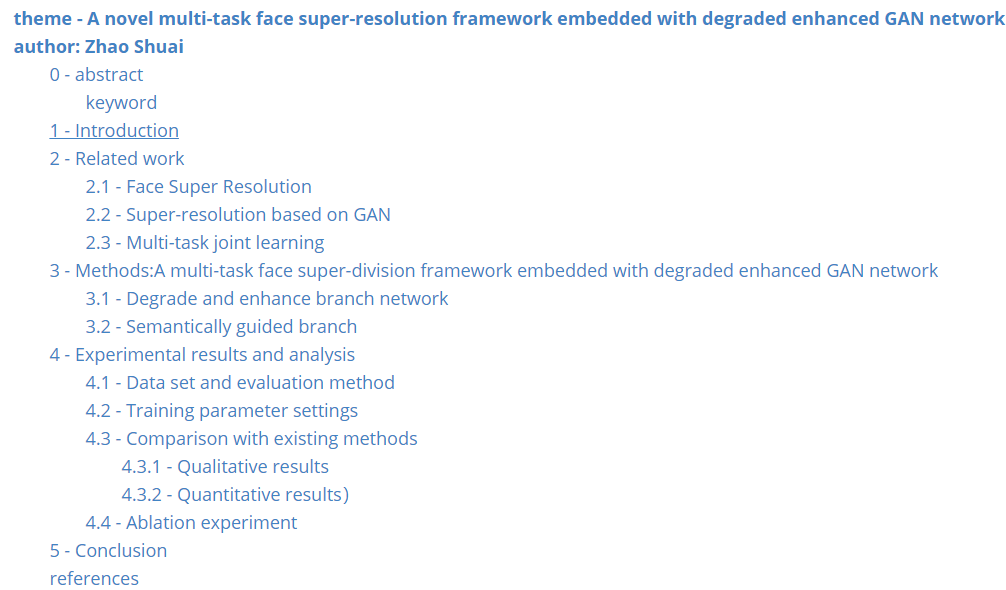 theme - A novel multi-task face super-resolution framework embedded with degraded enhanced GAN network
author: Zhao Shuai
0 - abstract
keyword
1 - Introduction
2 - Related work
2.1 - Face Super Resolution
2.2 - Super-resolution based on GAN
2.3 - Multi-task joint learning
3 - Methods:A multi-task face super-division framework embedded with degraded enhanced GAN network
3.1 - Degrade and enhance branch network
3.2 - Semantically guided branch
4 - Experimental results and analysis
4.1 - Data set and evaluation method
4.2 - Training parameter settings
4.3 - Comparison with existing methods
4.3.1 - Qualitative results
4.3.2 - Quantitative results)
4.4 - Ablation experiment
5 - Conclusion
references